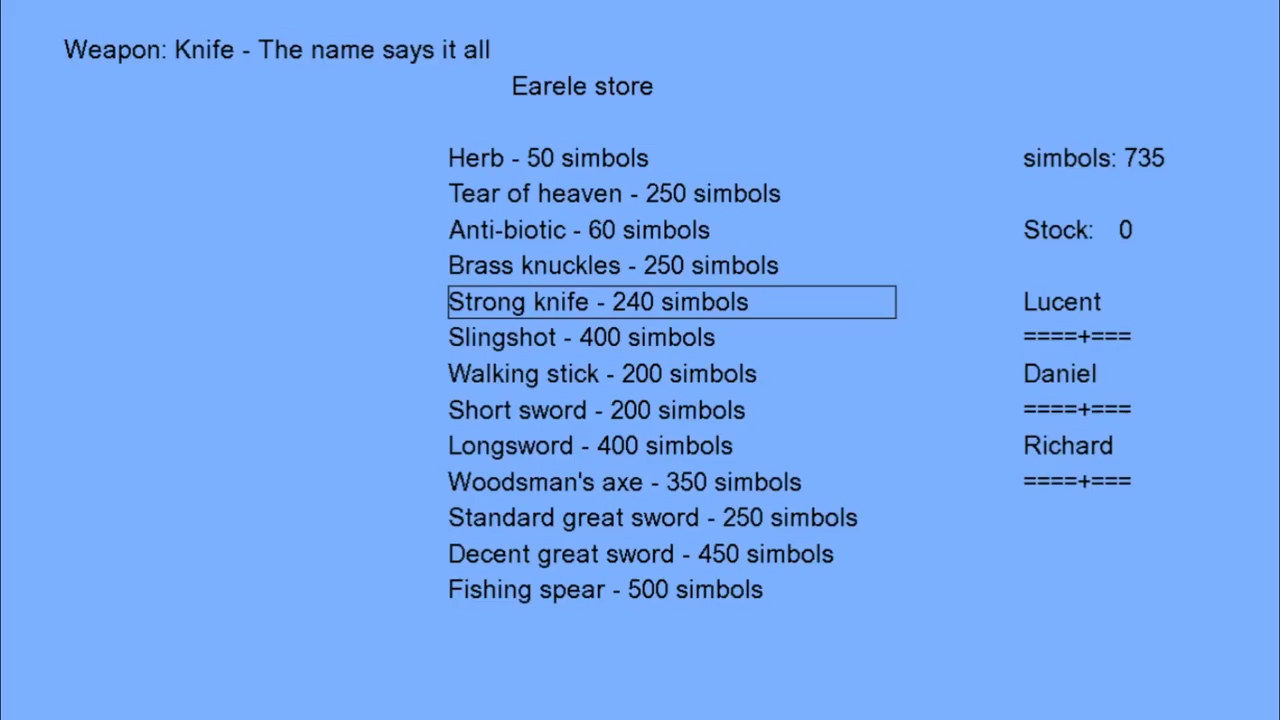 Weapon: Knife - The name says it all
Earele store
Herb - 50 simbols
simbols: 735
Tear of heaven - 250 simbols
Anti-biotic - 60 simbols
Stock: 0
Brass knuckles - 250 simbols
Strong knife - 240 simbols
Lucent
Slingshot - 400 simbols
====+===
Walking stick - 200 simbols
Daniel
Short sword - 200 simbols
====+===
Longsword - 400 simbols
Richard
Woodsman's axe - 350 simbols
====+===
Standard great sword - 250 simbols
Decent great sword - 450 simbols
Fishing spear - 500 simbols